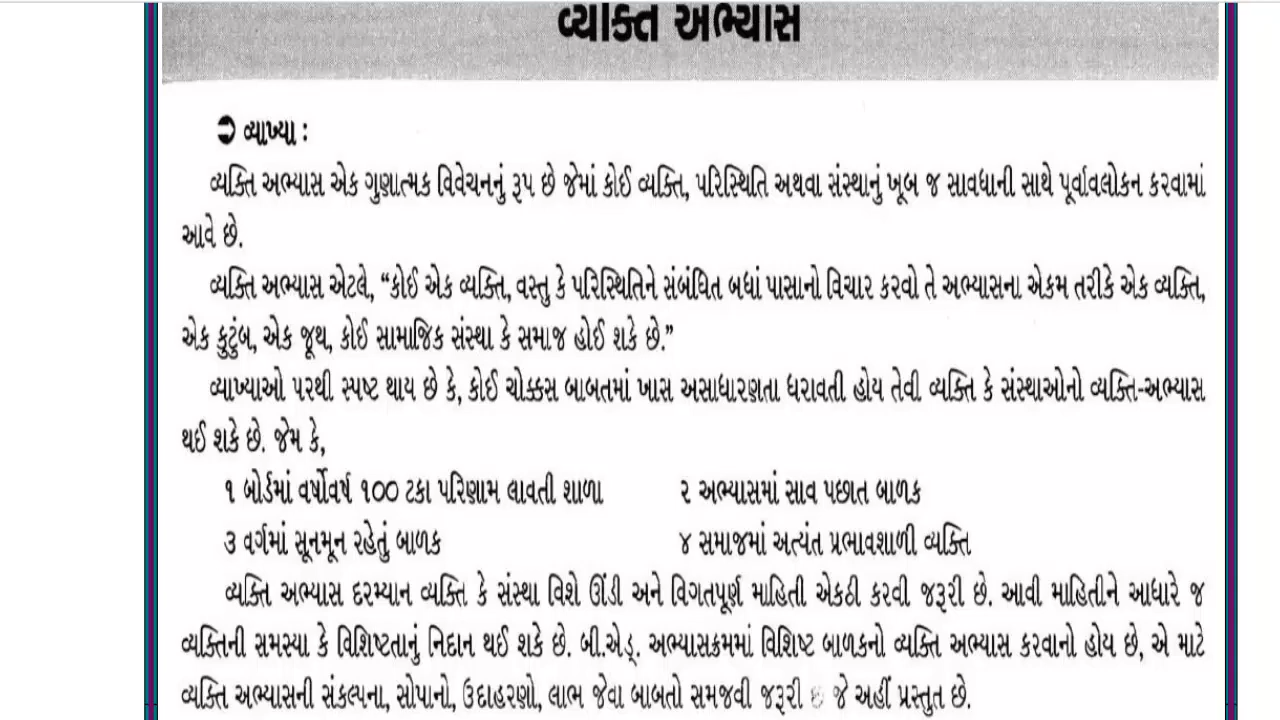 વ્યક્તિ અભ્યાસ
➲ વ્યાખ્યા :
વ્યક્તિ અભ્યાસ એક ગુણાત્મક વિવેચનનું રૂપ છે જેમાં કોઈ વ્યક્તિ, પરિસ્થિતિ અથવા સંસ્થાનું ખૂબ જ સાવધાની સાથે પૂર્વાવલોકન કરવામાં
આવે છે.
વ્યક્તિ અભ્યાસ એટલે, “કોઈ એક વ્યક્તિ, વસ્તુ કે પરિસ્થિતિને સંબંધિત બધાં પાસાનો વિચાર કરવો તે અભ્યાસના એકમ તરીકે એક વ્યક્તિ,
એક કુટુંબ, એક જૂથ, કોઈ સામાજિક સંસ્થા કે સમાજ હોઈ શકે છે.”
વ્યાખ્યાઓ પરથી સ્પષ્ટ થાય છે કે, કોઈ ચોક્કસ બાબતમાં ખાસ અસાધારણતા ધરાવતી હોય તેવી વ્યક્તિ કે સંસ્થાઓનો વ્યક્તિ-અભ્યાસ
થઈ શકે છે. જેમ કે,
૧ બોર્ડમાં વર્ષોવર્ષ ૧૦૦ ટકા પરિણામ લાવતી શાળા ૨ અભ્યાસમાં સાવ પછાત બાળક
૩ વર્ગમાં સૂનમૂન રહેતું બાળક ૪ સમાજમાં અત્યંત પ્રભાવશાળી વ્યક્તિ
વ્યક્તિ અભ્યાસ દરમ્યાન વ્યક્તિ કે સંસ્થા વિશે ઊંડી અને વિગતપૂર્ણ માહિતી એકઠી કરવી જરૂરી છે. આવી માહિતીને આધારે જ
વ્યક્તિની સમસ્યા કે વિશિષ્ટતાનું નિદાન થઈ શકે છે. બી.એડ્. અભ્યાસક્રમમાં વિશિષ્ટ બાળકનો વ્યક્તિ અભ્યાસ કરવાનો હોય છે, એ માટે
વ્યક્તિ અભ્યાસની સંકલ્પના, સોપાનો, ઉદાહરણો, લાભ જેવા બાબતો સમજવી જરૂરી છે જે અહીં પ્રસ્તુત છે.